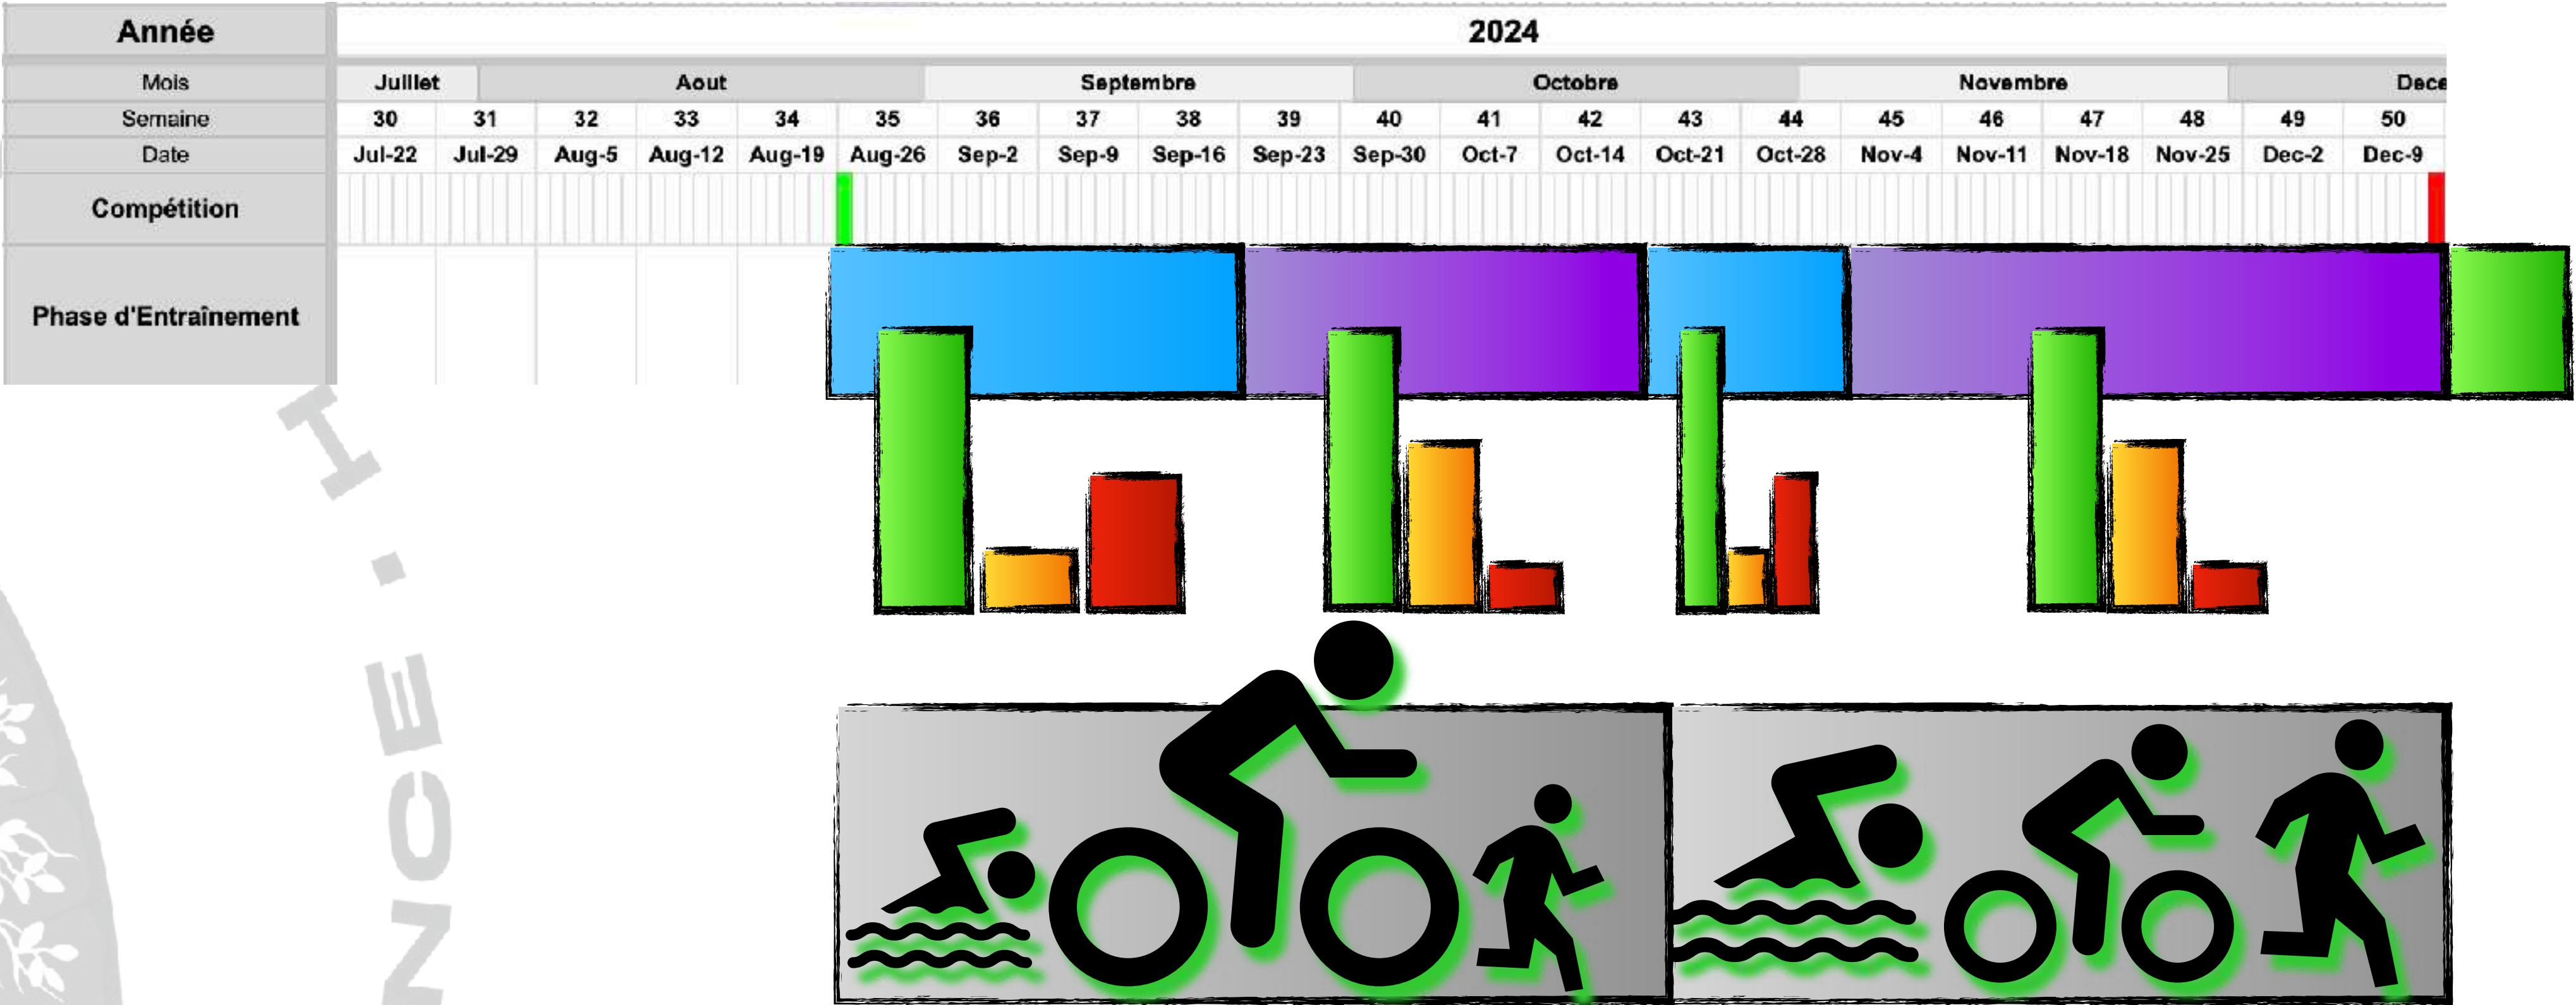 Année 2024
Mois Juillet Aout Septembre Octobre Novembre Dece
Semaine 30 31 32 33 34 35 36 37 38 39 40 41 42 43 44 45 46 47 48 49 50
Date Jul-22 Jul-29 Aug-5 Aug-12 Aug-19 Aug-26 Sep-2 Sep-9 Sep-16 Sep-23 Sep-30 Oct-7 Oct-14 Oct-21 Oct-28 Nov-4 Nov-11 Nov-18 Nov-25 Dec-2 Dec-9
Compétition
Phase d'Entraînement
I · ECN